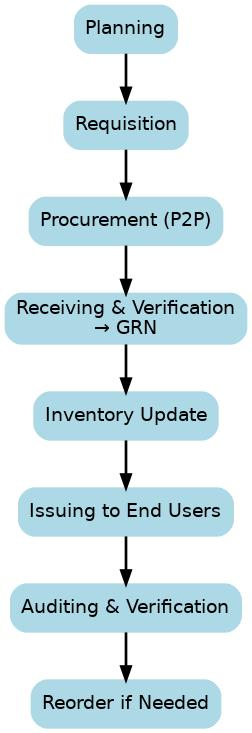 Planning
Requisition
Procurement (P2P)
Receiving & Verification
→ GRN
Inventory Update
Issuing to End Users
Auditing & Verification
Reorder if Needed